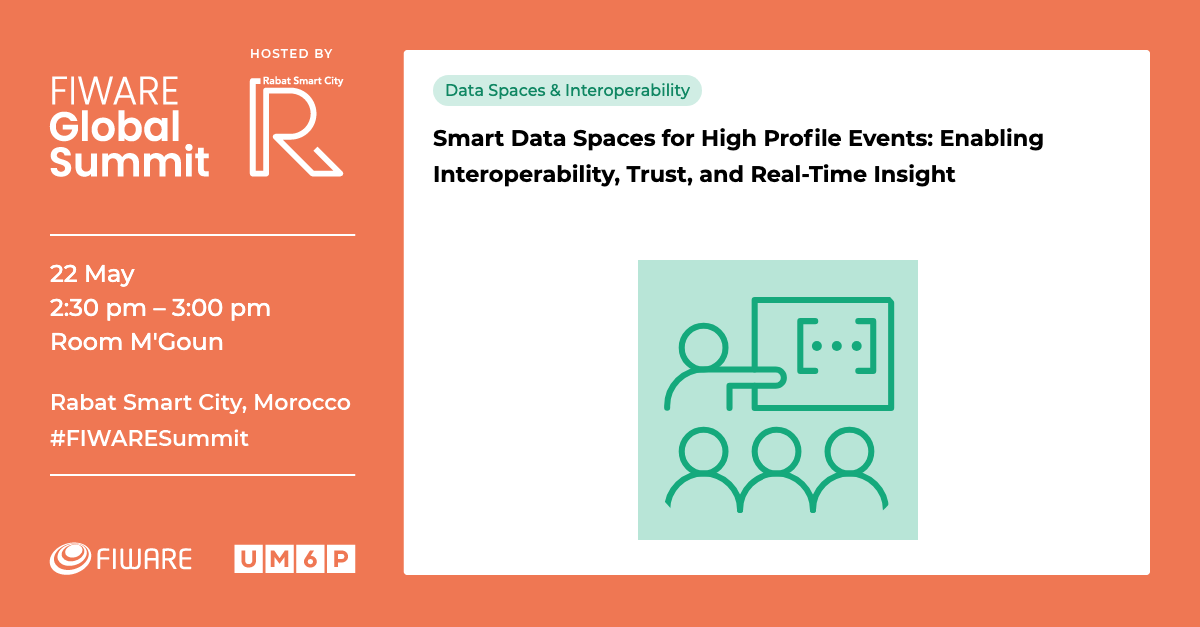 FIWARE
Global
Summit
HOSTED BY
Rabat Smart City
R
22 May
2:30 pm – 3:00 pm
Room M'Goun
Rabat Smart City, Morocco
#FIWARESummit
FIWARE
UM6P
Data Spaces & Interoperability
Smart Data Spaces for High Profile Events: Enabling
Interoperability, Trust, and Real-Time Insight
[...]